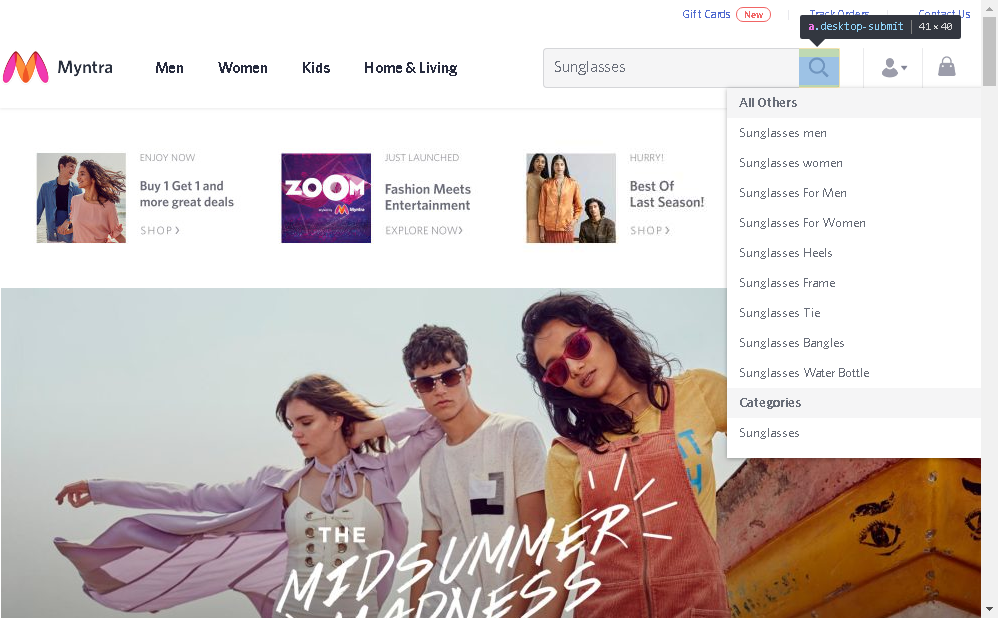 Gift Cards New Track Orders Contact Us
a.desktop-submit 41×40
Myntra Men Women Kids Home & Living Sunglasses
All Others
Sunglasses men
Sunglasses women
Sunglasses For Men
Sunglasses For Women
Sunglasses Heels
Sunglasses Frame
Sunglasses Tie
Sunglasses Bangles
Sunglasses Water Bottle
Categories
Sunglasses
ENJOY NOW
Buy 1 Get 1 and
more great deals
SHOP >
ZOOM
Myntra
JUST LAUNCHED
Fashion Meets
Entertainment
EXPLORE NOW>
HURRY!
Best Of
Last Season!
SHOP >
THE
MIDSUMMER
MADNESS